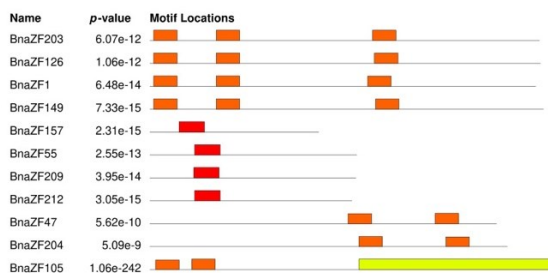 Name p-value Motif Locations
BnaZF203 6.07e-12
BnaZF126 1.06e-12
BnaZF1 6.48e-14
BnaZF149 7.33e-15
BnaZF157 2.31e-15
BnaZF55 2.55e-13
BnaZF209 3.95e-14
BnaZF212 3.05e-15
BnaZF47 5.62e-10
BnaZF204 5.09e-9
BnaZF105 1.06e-242